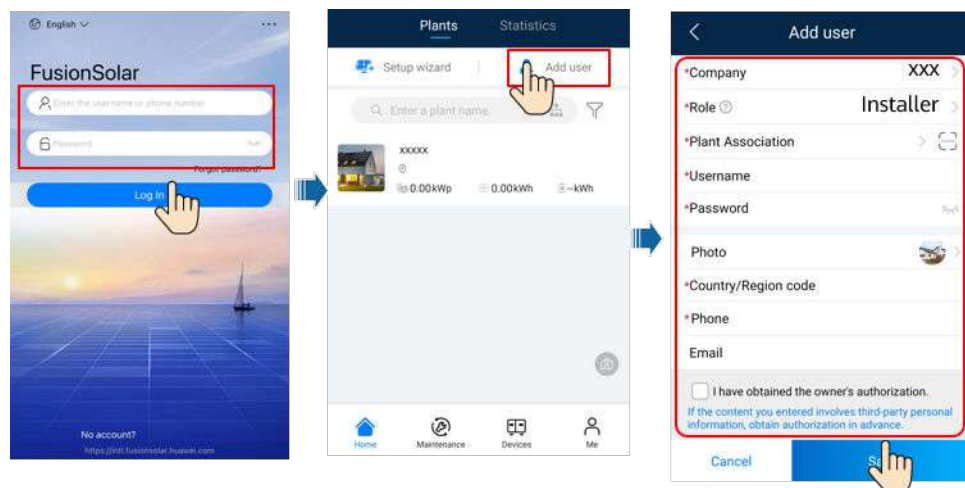 English
FusionSolar
Enter the username or phone number
Password
Forgot password?
Log In
No account?
https://intl.fusionsolar.huawei.com
Plants Statistics
Setup wizard Add user
Enter a plant name.
xxxxx
0.00kWp 0.00kWh --kWh
Home Maintenance Devices Me
Add user
*Company XXX
*Role Installer
*Plant Association
*Username
*Password
Photo
*Country/Region code
*Phone
Email
I have obtained the owner's authorization.
If the content you entered involves third-party personal
information, obtain authorization in advance.
Cancel